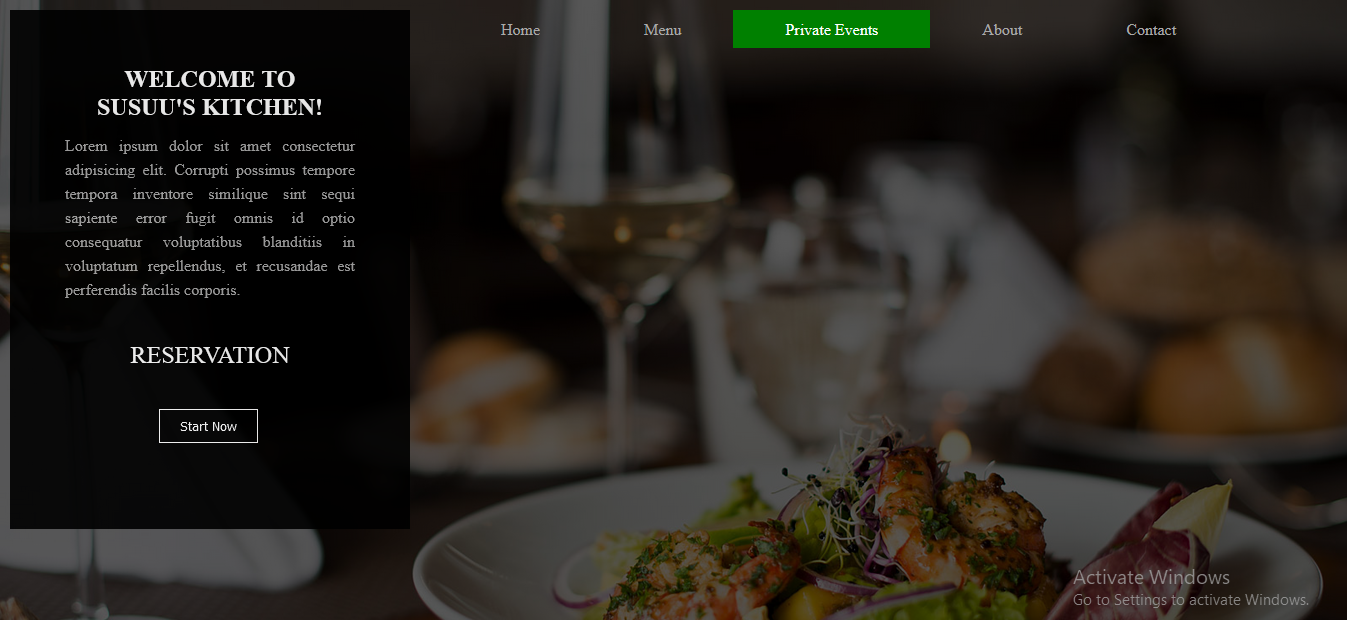 Home Menu Private Events About Contact
WELCOME TO
SUSUU'S KITCHEN!
Lorem ipsum dolor sit amet consectetur
adipisicing elit. Corrupti possimus tempore
tempora inventore similique sint sequi
sapiente error fugit omnis id optio
consequatur voluptatibus blanditiis in
voluptatum repellendus, et recusandae est
perferendis facilis corporis.
RESERVATION
Start Now
Activate Windows
Go to Settings to activate Windows.